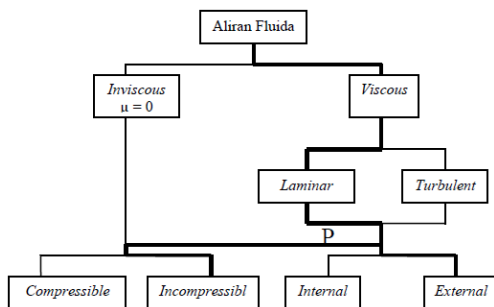 Aliran Fluida
Inviscous
μ = 0
Viscous
Laminar
Turbulent
P
Compressible
Incompressibl
Internal
External